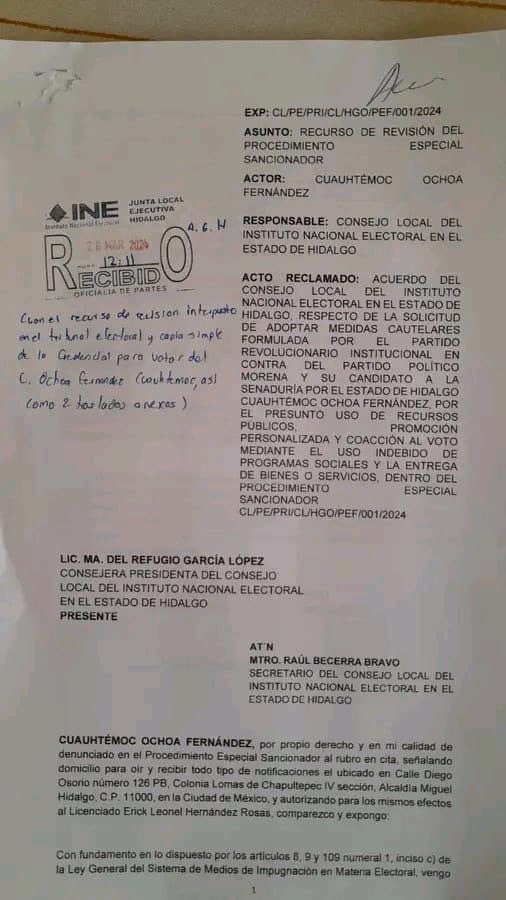 EXP: CL/PE/PRI/CL/HGO/PEF/001/2024
ASUNTO: RECURSO DE REVISIÓN DEL
PROCEDIMIENTO ESPECIAL
SANCIONADOR
ACTOR: CUAUHTÉMOC OCHOA
FERNÁNDEZ
INE
Instituto Nacional Electoral
JUNTA LOCAL
EJECUTIVA
HIDALGO
A. G. H
26 MAR 2024
12:11
RECIBIDO
OFICIALIA DE PARTES
(con el recurso de revision interpuesto
en el tribunal electoral y copia simple
de la Credencial para votar del
C. Ochoa Fernández Cuauhtemoc, así
como 2 traslados anexos)
RESPONSABLE: CONSEJO LOCAL DEL
INSTITUTO NACIONAL ELECTORAL EN EL
ESTADO DE HIDALGO
ACTO RECLAMADO: ACUERDO DEL
CONSEJO LOCAL DEL INSTITUTO
NACIONAL ELECTORAL EN EL ESTADO DE
HIDALGO, RESPECTO DE LA SOLICITUD
DE ADOPTAR MEDIDAS CAUTELARES
FORMULADA POR EL PARTIDO
REVOLUCIONARIO INSTITUCIONAL EN
CONTRA DEL PARTIDO POLÍTICO
MORENA Y SU CANDIDATO A LA
SENADURÍA POR EL ESTADO DE HIDALGO
CUAUHTÉMOC OCHOA FERNÁNDEZ, POR
EL PRESUNTO USO DE RECURSOS
PÚBLICOS, PROMOCIÓN
PERSONALIZADA Y COACCIÓN AL VOTO
MEDIANTE EL USO INDEBIDO DE
PROGRAMAS SOCIALES Y LA ENTREGA
DE BIENES O SERVICIOS, DENTRO DEL
PROCEDIMIENTO ESPECIAL
SANCIONADOR
CL/PE/PRI/CL/HGO/PEF/001/2024
LIC. MA. DEL REFUGIO GARCÍA LÓPEZ
CONSEJERA PRESIDENTA DEL CONSEJO
LOCAL DEL INSTITUTO NACIONAL ELECTORAL
EN EL ESTADO DE HIDALGO
PRESENTE
AT´N
MTRO. RAÚL BECERRA BRAVO
SECRETARIO DEL CONSEJO LOCAL DEL
INSTITUTO NACIONAL ELECTORAL EN EL
ESTADO DE HIDALGO
CUAUHTÉMOC OCHOA FERNÁNDEZ, por propio derecho y en mi calidad de
denunciado en el Procedimiento Especial Sancionador al rubro en cita, señalando
domicilio para oír y recibir todo tipo de notificaciones el ubicado en Calle Diego
Osorio número 126 PB, Colonia Lomas de Chapultepec IV sección, Alcaldía Miguel
Hidalgo, C.P. 11000, en la Ciudad de México, y autorizando para los mismos efectos
al Licenciado Erick Leonel Hernández Rosas, comparezco y expongo:
Con fundamento en lo dispuesto por los artículos 8, 9 y 109 numeral 1, inciso c) de
la Ley General del Sistema de Medios de Impugnación en Materia Electoral, vengo
1